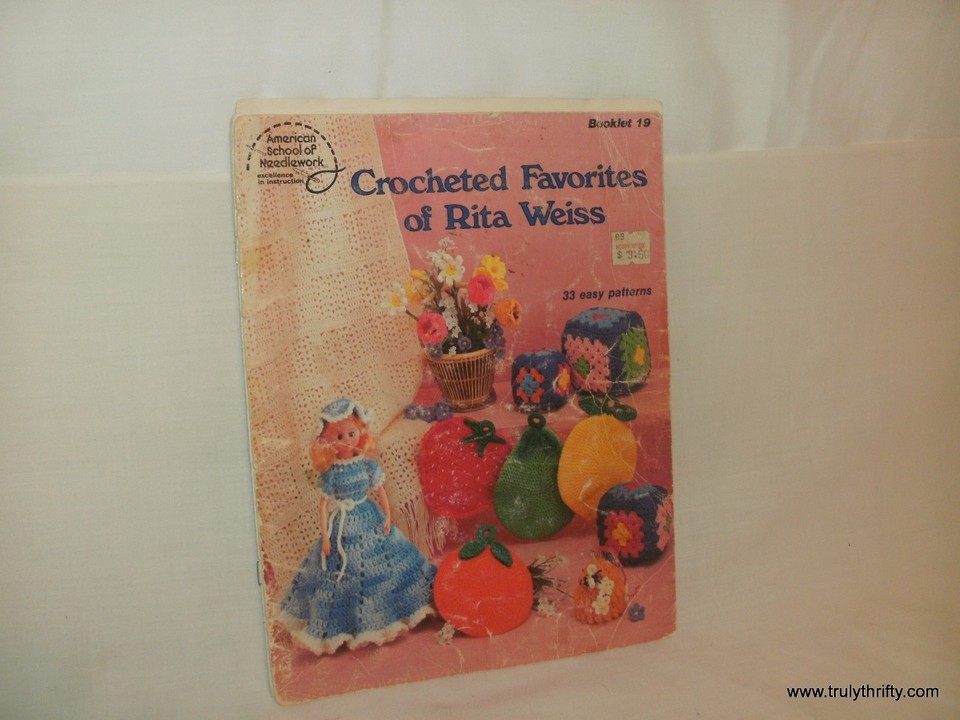 American
School of
Needlework
excellence
in instruction
Booklet 19
Crocheted Favorites
of Rita Weiss
83
33 easy patterns
www.trulythrifty.com